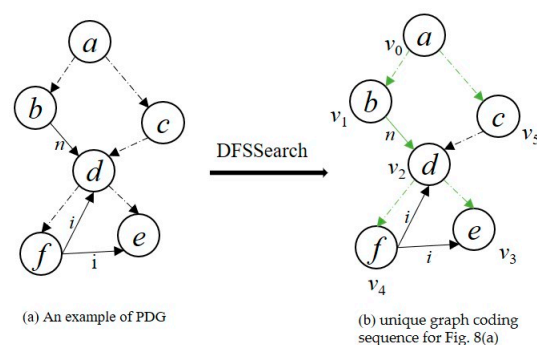 a
b
c
n
d
i
f
i
e
(a) An example of PDG
DFSSearch
v0
a
v1
b
c
v5
n
v2
d
i
f
i
e
v3
v4
(b) unique graph coding
sequence for Fig. 8(a)